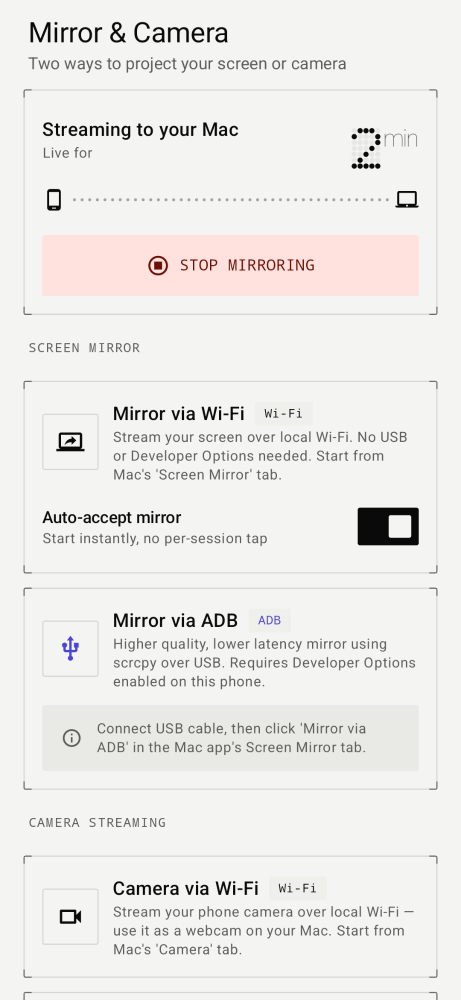 Mirror & Camera
Two ways to project your screen or camera
Streaming to your Mac
Live for
2 min
STOP MIRRORING
SCREEN MIRROR
Mirror via Wi-Fi Wi-Fi
Stream your screen over local Wi-Fi. No USB
or Developer Options needed. Start from
Mac's 'Screen Mirror' tab.
Auto-accept mirror
Start instantly, no per-session tap
Mirror via ADB ADB
Higher quality, lower latency mirror using
scrcpy over USB. Requires Developer Options
enabled on this phone.
Connect USB cable, then click 'Mirror via
ADB' in the Mac app's Screen Mirror tab.
CAMERA STREAMING
Camera via Wi-Fi Wi-Fi
Stream your phone camera over local Wi-Fi —
use it as a webcam on your Mac. Start from
Mac's 'Camera' tab.